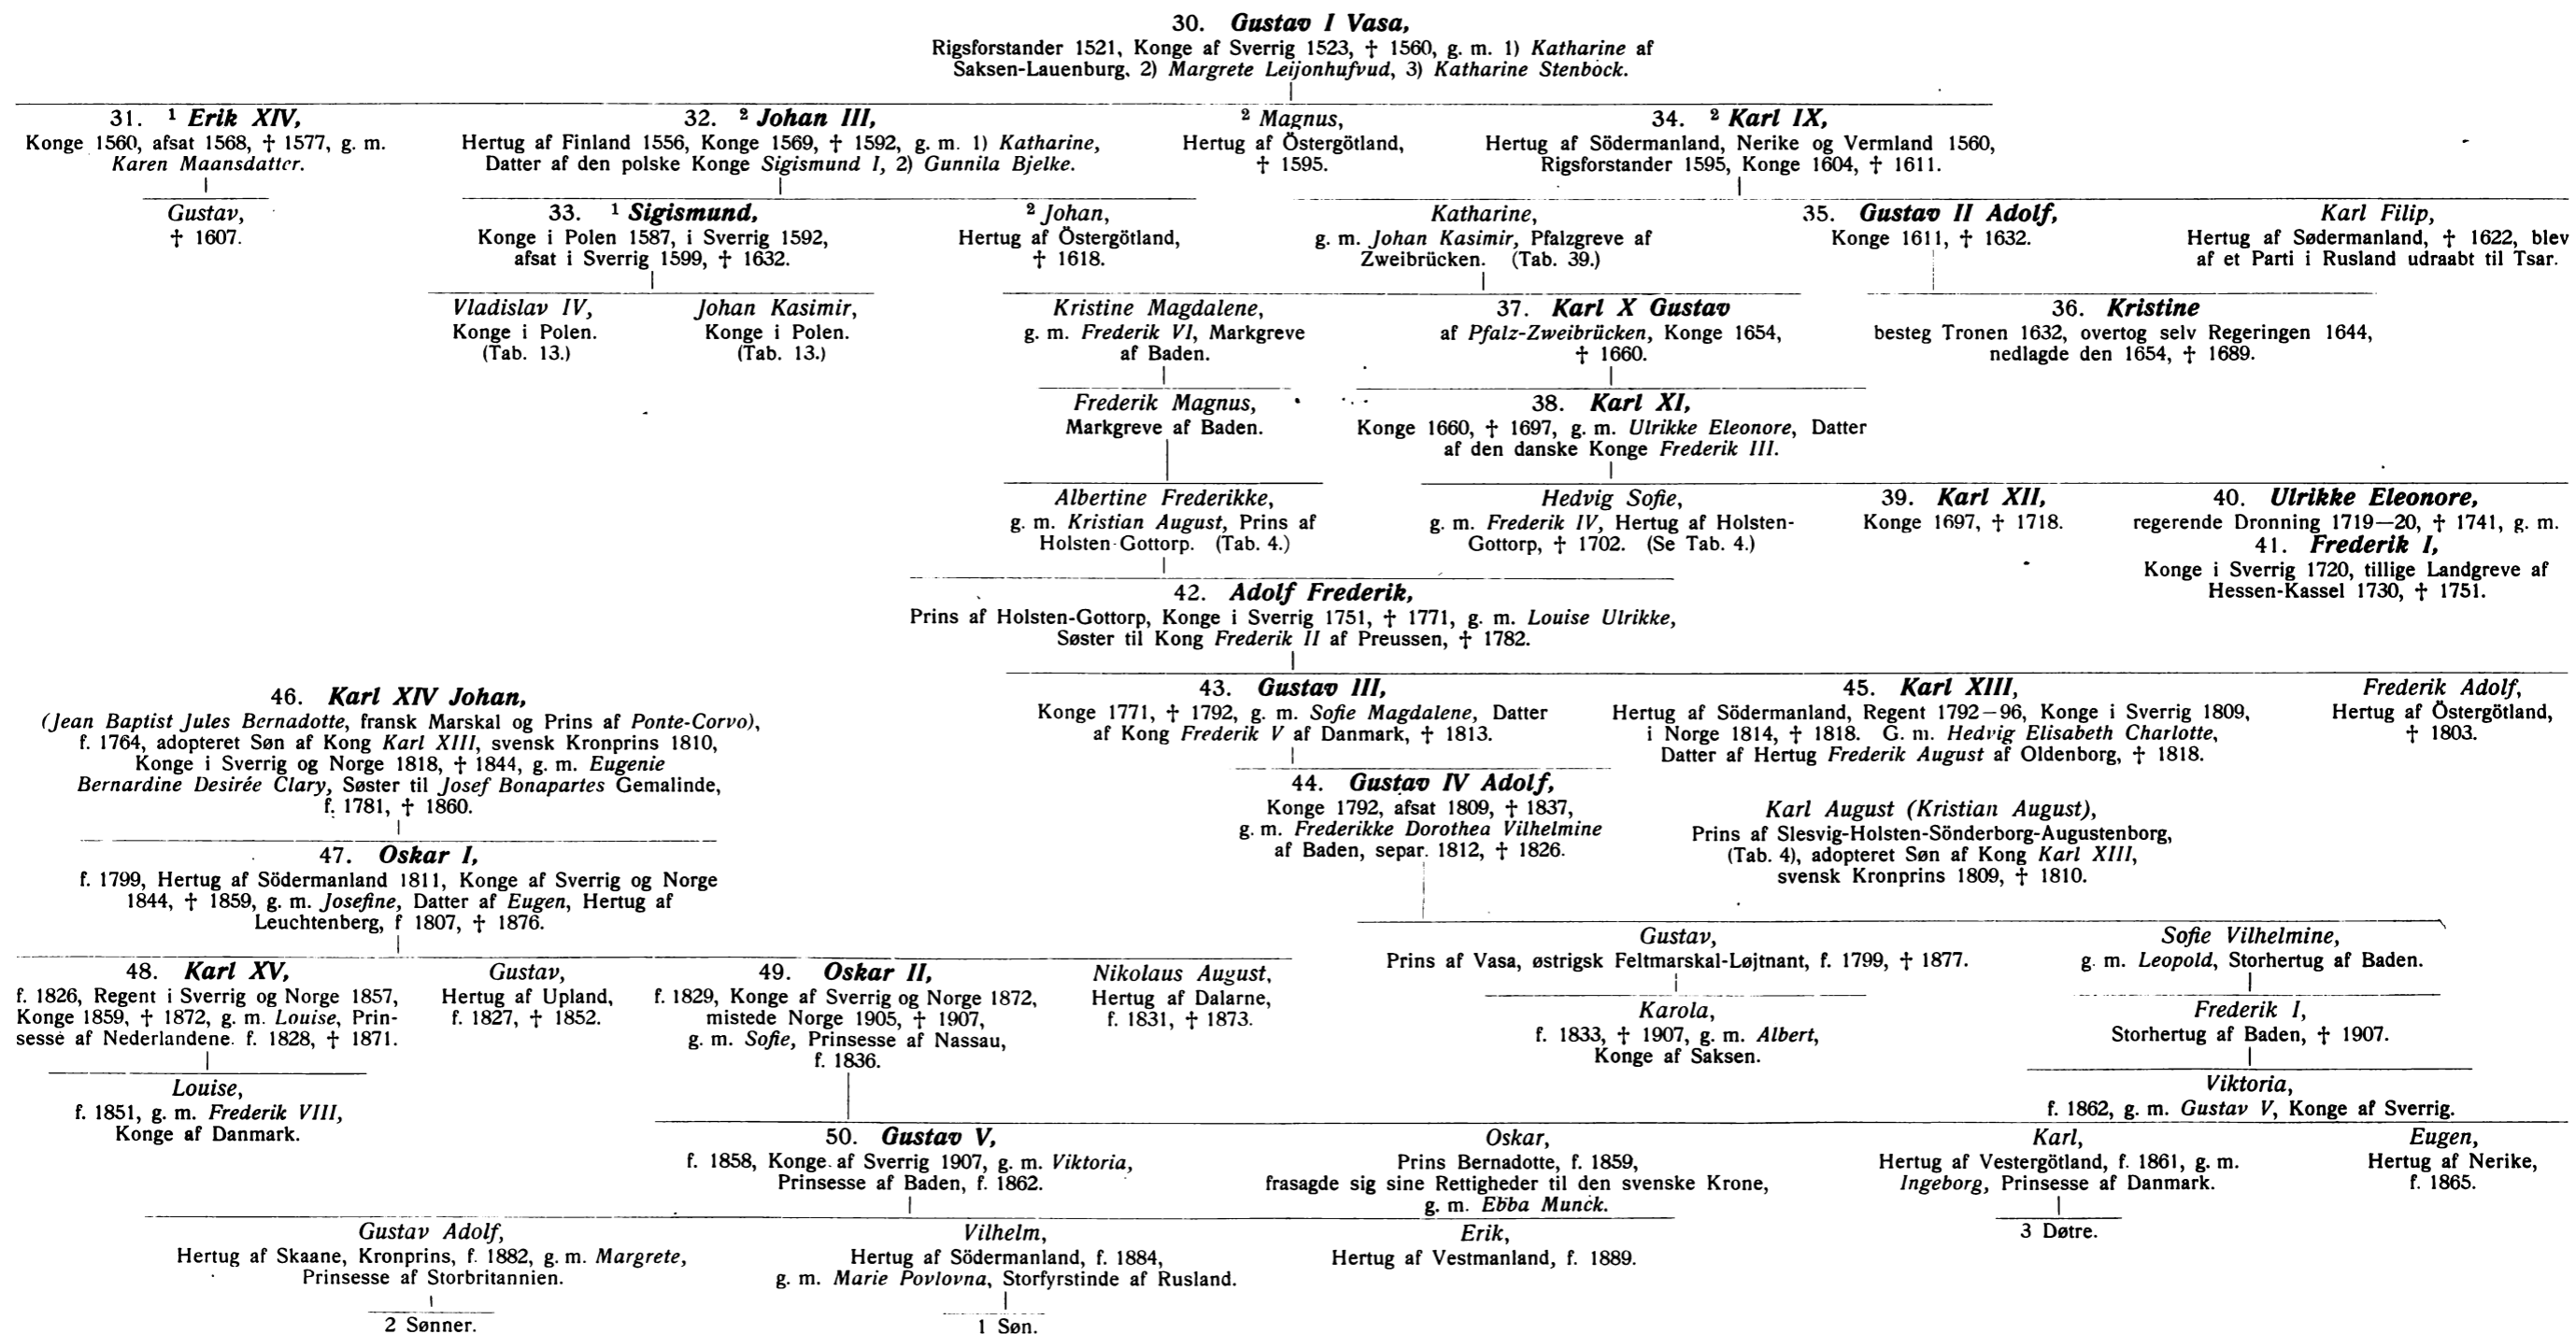 30. Gustav I Vasa,
Rigsforstander 1521, Konge af Sverrig 1523, † 1560, g. m. 1) Katharine af
Saksen-Lauenburg, 2) Margrete Leijonhufvud, 3) Katharine Stenbock.
31. ¹ Erik XIV,
Konge 1560, afsat 1568, † 1577, g. m.
Karen Maansdatter.
32. ² Johan III,
Hertug af Finland 1556, Konge 1569, † 1592, g. m. 1) Katharine,
Datter af den polske Konge Sigismund I, 2) Gunnila Bjelke.
² Magnus,
Hertug af Östergötland,
† 1595.
34. ² Karl IX,
Hertug af Södermanland, Nerike og Vermland 1560,
Rigsforstander 1595, Konge 1604, † 1611.
Gustav,
† 1607.
33. ¹ Sigismund,
Konge i Polen 1587, i Sverrig 1592,
afsat i Sverrig 1599, † 1632.
² Johan,
Hertug af Östergötland,
† 1618.
Katharine,
g. m. Johan Kasimir, Pfalzgreve af
Zweibrücken. (Tab. 39.)
35. Gustav II Adolf,
Konge 1611, † 1632.
Karl Filip,
Hertug af Sødermanland, † 1622, blev
af et Parti i Rusland udraabt til Tsar.
Vladislav IV,
Konge i Polen.
(Tab. 13.)
Johan Kasimir,
Konge i Polen.
(Tab. 13.)
Kristine Magdalene,
g. m. Frederik VI, Markgreve
af Baden.
37. Karl X Gustav
af Pfalz-Zweibrücken, Konge 1654,
† 1660.
36. Kristine
besteg Tronen 1632, overtog selv Regeringen 1644,
nedlagde den 1654, † 1689.
Frederik Magnus,
Markgreve af Baden.
38. Karl XI,
Konge 1660, † 1697, g. m. Ulrikke Eleonore, Datter
af den danske Konge Frederik III.
Albertine Frederikke,
g. m. Kristian August, Prins af
Holsten-Gottorp. (Tab. 4.)
Hedvig Sofie,
g. m. Frederik IV, Hertug af Holsten-
Gottorp, † 1702. (Se Tab. 4.)
39. Karl XII,
Konge 1697, † 1718.
40. Ulrikke Eleonore,
regerende Dronning 1719—20, † 1741, g. m.
41. Frederik I,
Konge i Sverrig 1720, tillige Landgreve af
Hessen-Kassel 1730, † 1751.
42. Adolf Frederik,
Prins af Holsten-Gottorp, Konge i Sverrig 1751, † 1771, g. m. Louise Ulrikke,
Søster til Kong Frederik II af Preussen, † 1782.
46. Karl XIV Johan,
(Jean Baptist Jules Bernadotte, fransk Marskal og Prins af Ponte-Corvo),
f. 1764, adopteret Søn af Kong Karl XIII, svensk Kronprins 1810,
Konge i Sverrig og Norge 1818, † 1844, g. m. Eugenie
Bernardine Desirée Clary, Søster til Josef Bonapartes Gemalinde,
f. 1781, † 1860.
43. Gustav III,
Konge 1771, † 1792, g. m. Sofie Magdalene, Datter
af Kong Frederik V af Danmark, † 1813.
45. Karl XIII,
Hertug af Södermanland, Regent 1792—96, Konge i Sverrig 1809,
i Norge 1814, † 1818. G. m. Hedvig Elisabeth Charlotte,
Datter af Hertug Frederik August af Oldenborg, † 1818.
Frederik Adolf,
Hertug af Östergötland,
† 1803.
44. Gustav IV Adolf,
Konge 1792, afsat 1809, † 1837,
g. m. Frederikke Dorothea Vilhelmine
af Baden, separ. 1812, † 1826.
Karl August (Kristian August),
Prins af Slesvig-Holsten-Sönderborg-Augustenborg,
(Tab. 4), adopteret Søn af Kong Karl XIII,
svensk Kronprins 1809, † 1810.
47. Oskar I,
f. 1799, Hertug af Södermanland 1811, Konge af Sverrig og Norge
1844, † 1859, g. m. Josefine, Datter af Eugen, Hertug af
Leuchtenberg, f 1807, † 1876.
Gustav,
Prins af Vasa, østrigsk Feltmarskal-Løjtnant, f. 1799, † 1877.
Sofie Vilhelmine,
g. m. Leopold, Storhertug af Baden.
48. Karl XV,
f. 1826, Regent i Sverrig og Norge 1857,
Konge 1859, † 1872, g. m. Louise, Prin-
sesse af Nederlandene. f. 1828, † 1871.
Gustav,
Hertug af Upland,
f. 1827, † 1852.
49. Oskar II,
f. 1829, Konge af Sverrig og Norge 1872,
mistede Norge 1905, † 1907,
g. m. Sofie, Prinsesse af Nassau,
f. 1836.
Nikolaus August,
Hertug af Dalarne,
f. 1831, † 1873.
Karola,
f. 1833, † 1907, g. m. Albert,
Konge af Saksen.
Frederik I,
Storhertug af Baden, † 1907.
Louise,
f. 1851, g. m. Frederik VIII,
Konge af Danmark.
Viktoria,
f. 1862, g. m. Gustav V, Konge af Sverrig.
50. Gustav V,
f. 1858, Konge af Sverrig 1907, g. m. Viktoria,
Prinsesse af Baden, f. 1862.
Oskar,
Prins Bernadotte, f. 1859,
frasagde sig sine Rettigheder til den svenske Krone,
g. m. Ebba Munck.
Karl,
Hertug af Vestergötland, f. 1861, g. m.
Ingeborg, Prinsesse af Danmark.
Eugen,
Hertug af Nerike,
f. 1865.
Gustav Adolf,
Hertug af Skaane, Kronprins, f. 1882, g. m. Margrete,
Prinsesse af Storbritannien.
Vilhelm,
Hertug af Södermanland, f. 1884,
g. m. Marie Povlovna, Storfyrstinde af Rusland.
Erik,
Hertug af Vestmanland, f. 1889.
3 Døtre.
2 Sønner.
1 Søn.